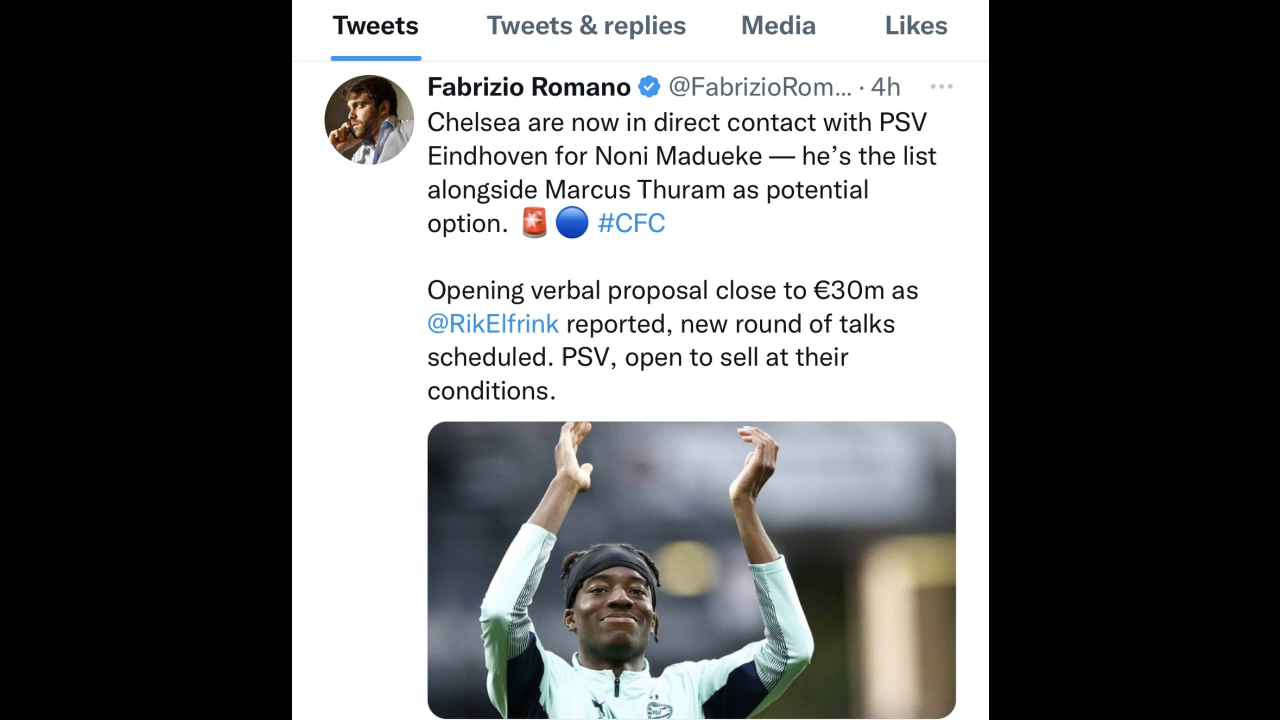 Tweets Tweets & replies Media Likes
Fabrizio Romano @FabrizioRom... · 4h
Chelsea are now in direct contact with PSV
Eindhoven for Noni Madueke — he’s the list
alongside Marcus Thuram as potential
option. 🚨🔵 #CFC
Opening verbal proposal close to €30m as
@RikElfrink reported, new round of talks
scheduled. PSV, open to sell at their
conditions.
PSV